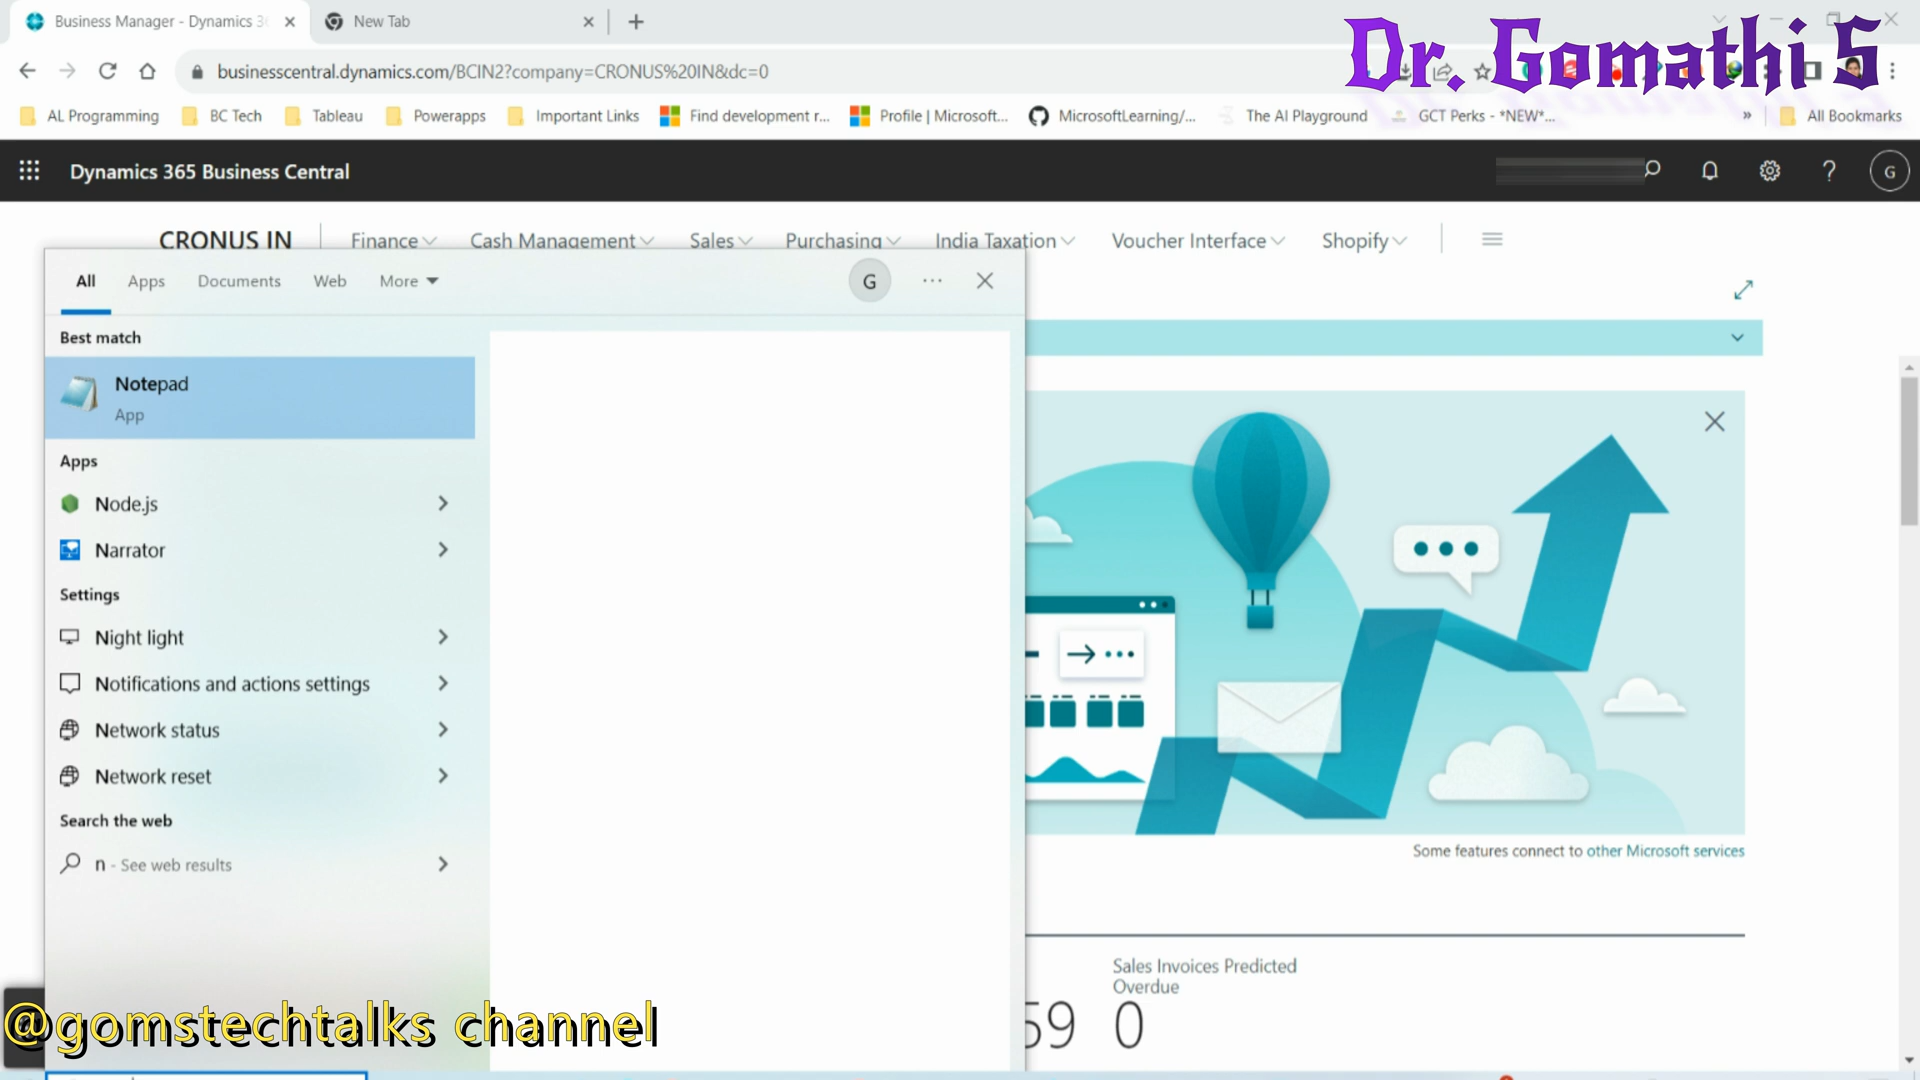 Business Manager - Dynamics 36
New Tab
Dr. Gomathi S
businesscentral.dynamics.com/BCIN2?company=CRONUS%20IN&dc=0
AL Programming
BC Tech
Tableau
Powerapps
Important Links
Find development r...
Profile | Microsoft...
MicrosoftLearning/...
The AI Playground
GCT Perks - *NEW*...
»
All Bookmarks
Dynamics 365 Business Central
?
G
CRONUS IN
Finance
Cash Management
Sales
Purchasing
India Taxation
Voucher Interface
Shopify
All
Apps
Documents
Web
More
G
...
Best match
Notepad
App
Apps
Node.js
Narrator
Settings
Night light
Notifications and actions settings
Network status
Network reset
Search the web
n - See web results
Some features connect to other Microsoft services
Sales Invoices Predicted
Overdue
59
0
@gomstechtalks channel